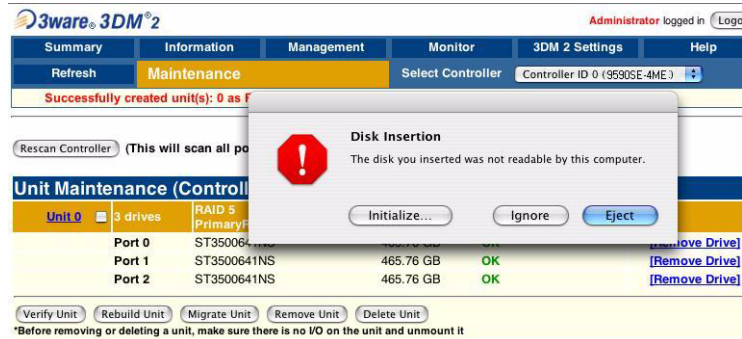 3ware® 3DM®2
Administrator logged in
Summary Information Management Monitor 3DM 2 Settings Help
Refresh Maintenance Select Controller Controller ID 0 (9590SE-4ME)
Successfully created unit(s): 0 as
Disk Insertion
The disk you inserted was not readable by this computer.
Rescan Controller (This will scan all po
Initialize... Ignore Eject
Unit Maintenance (Controll
Unit 0 3 drives RAID 5
Port 0 ST3500641NS 465.76 GB OK [Remove Drive]
Port 1 ST3500641NS 465.76 GB OK [Remove Drive]
Port 2 ST3500641NS 465.76 GB OK [Remove Drive]
Verify Unit Rebuild Unit Migrate Unit Remove Unit Delete Unit
*Before removing or deleting a unit, make sure there is no I/O on the unit and unmount it